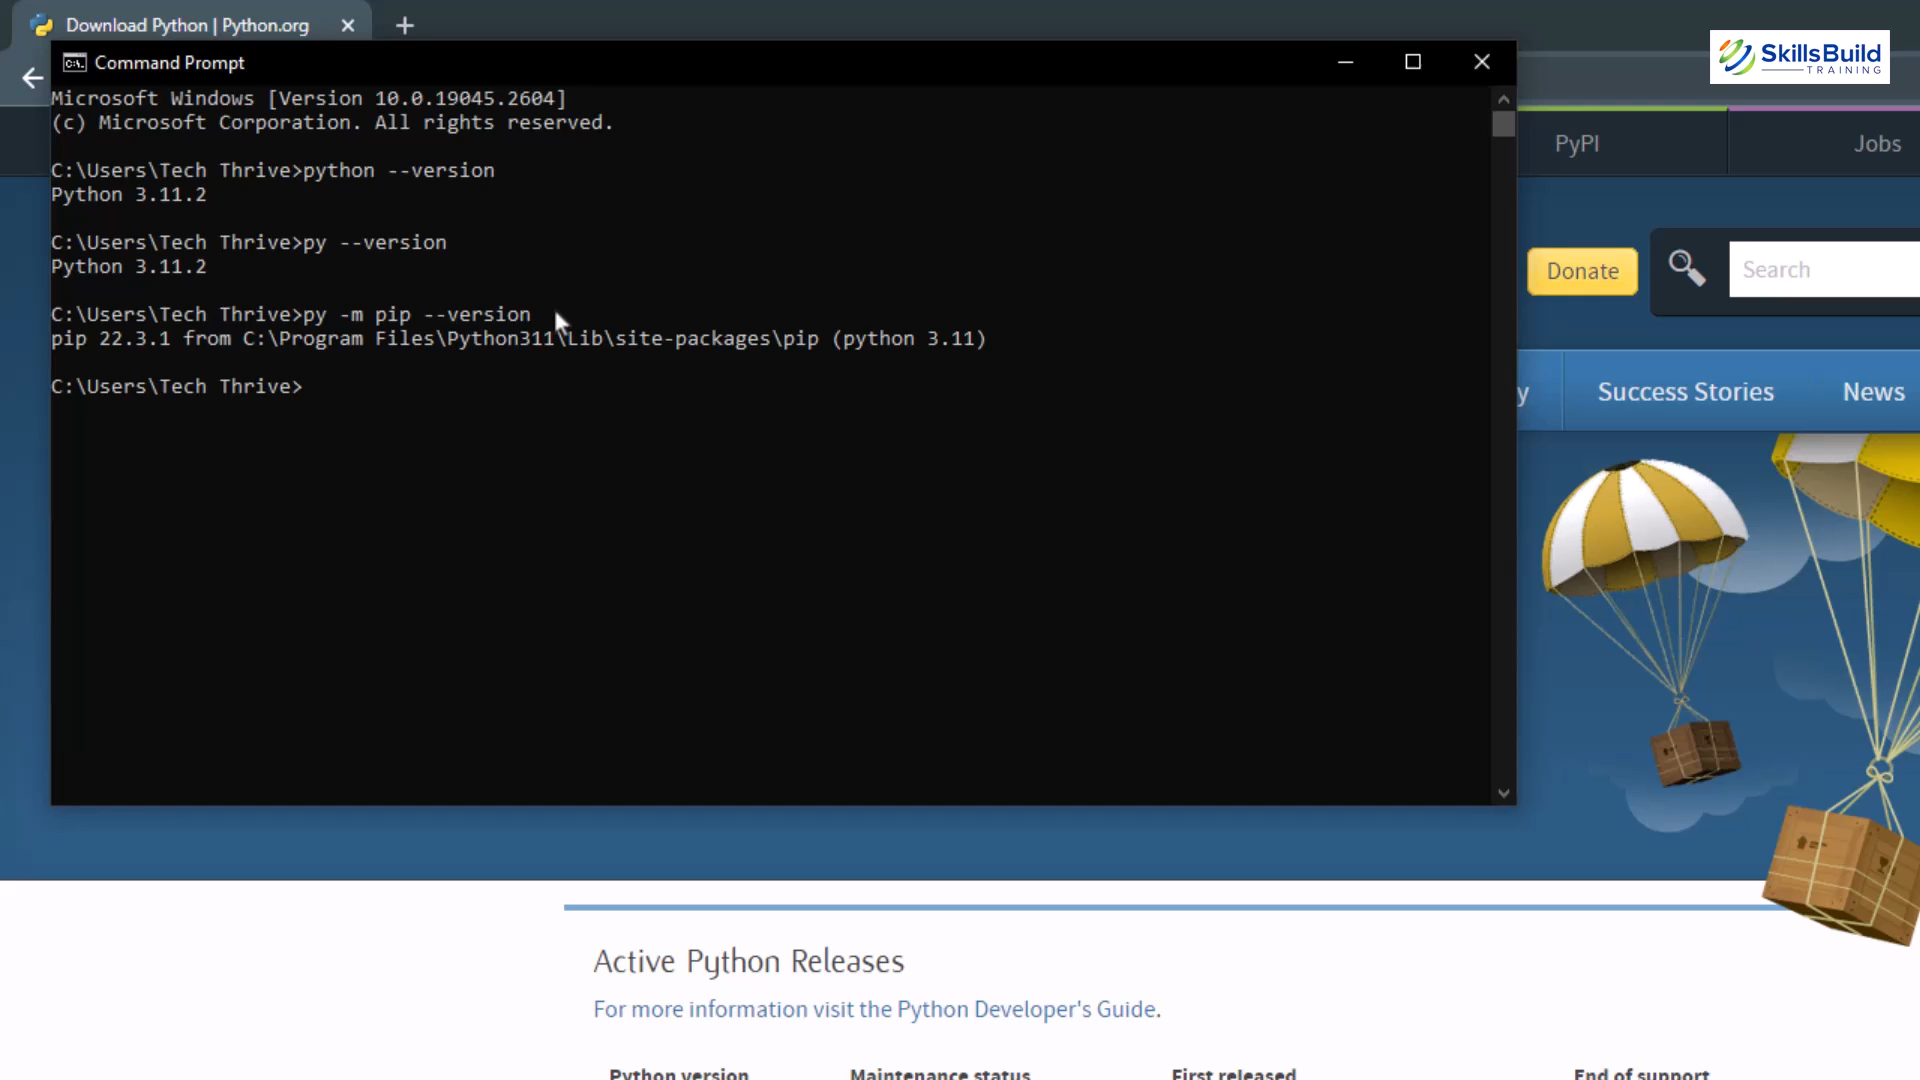 Download Python | Python.org
Command Prompt
SkillsBuild
TRAINING
Microsoft Windows [Version 10.0.19045.2604]
(c) Microsoft Corporation. All rights reserved.
C:\Users\Tech Thrive>python --version
Python 3.11.2
C:\Users\Tech Thrive>py --version
Python 3.11.2
C:\Users\Tech Thrive>py -m pip --version
pip 22.3.1 from C:\Program Files\Python311\Lib\site-packages\pip (python 3.11)
C:\Users\Tech Thrive>
PyPI
Jobs
Donate
Search
y
Success Stories
News
Active Python Releases
For more information visit the Python Developer's Guide.
Python version
Maintenance status
First released
End of support